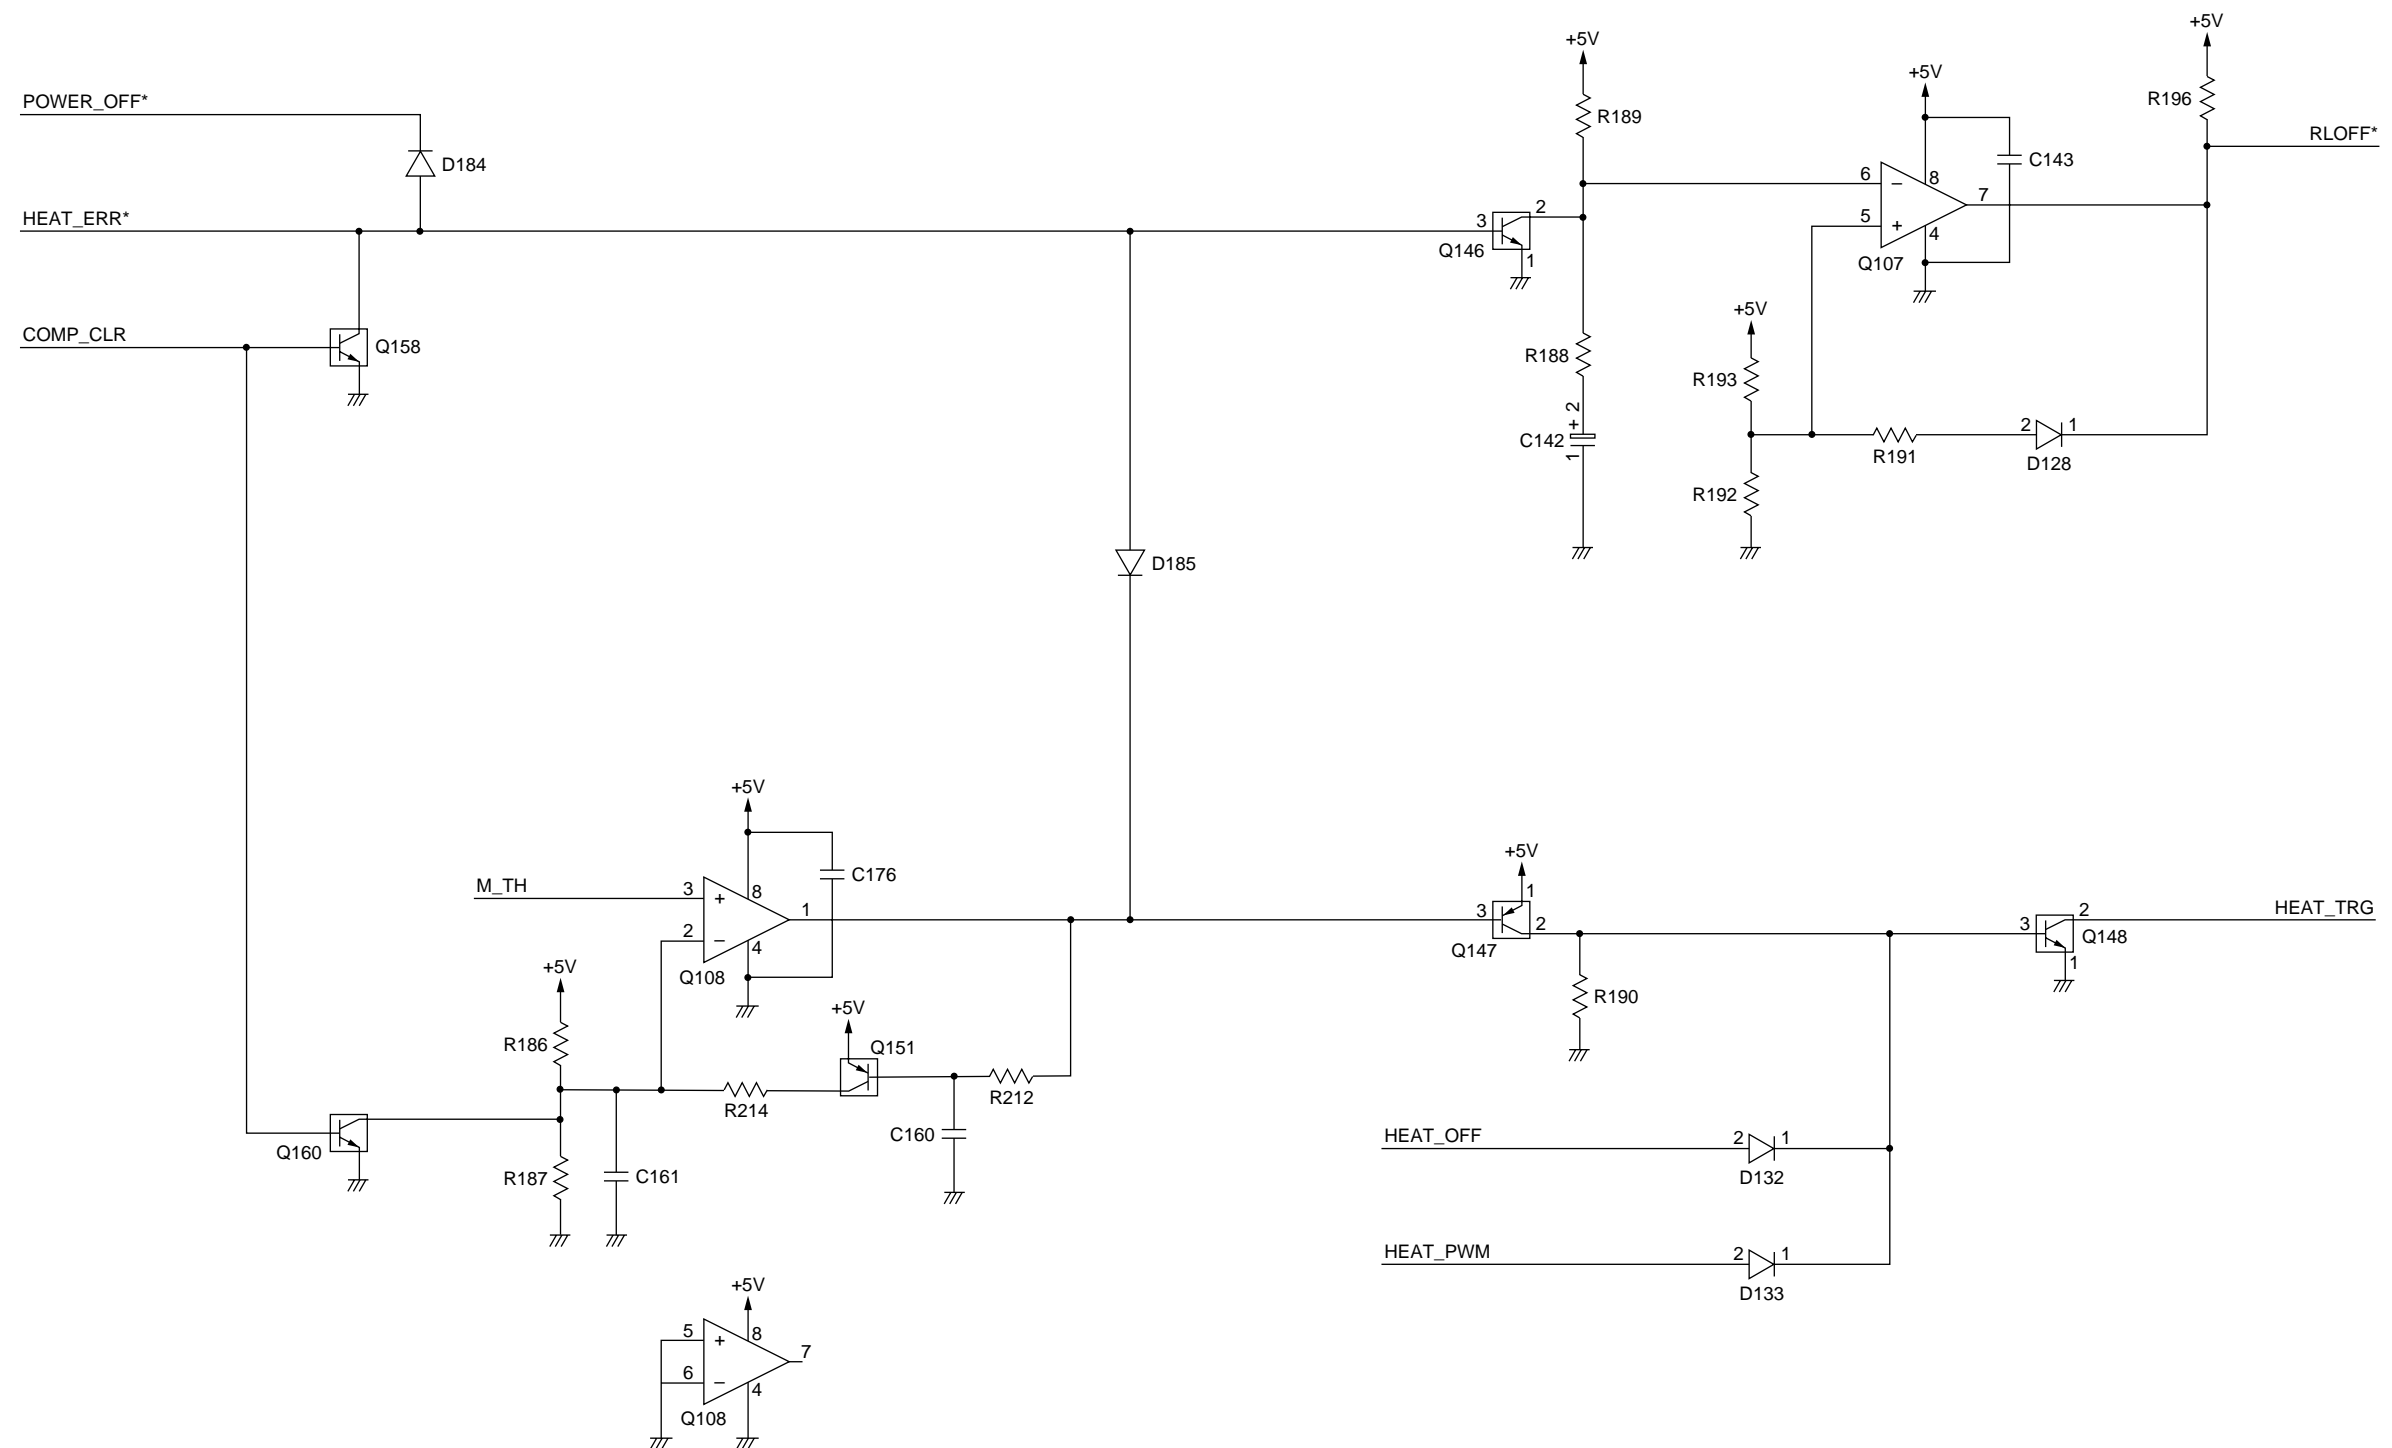 +5V
+5V
+5V
POWER_OFF*
R196
R189
RLOFF*
D184
C143
6
−
8
7
HEAT_ERR*
3
2
5
+
4
Q146
1
Q107
+5V
COMP_CLR
Q158
R188
R193
2
+
C142
1
2
1
R191
D128
R192
D185
+5V
+5V
M_TH
3
+
8
C176
1
1
3
2
2
HEAT_TRG
3
2
−
4
Q147
Q148
1
Q108
+5V
+5V
R190
R186
Q151
R214
R212
C160
HEAT_OFF
2
1
Q160
D132
R187
C161
HEAT_PWM
2
1
D133
+5V
5
+
8
7
6
−
4
Q108